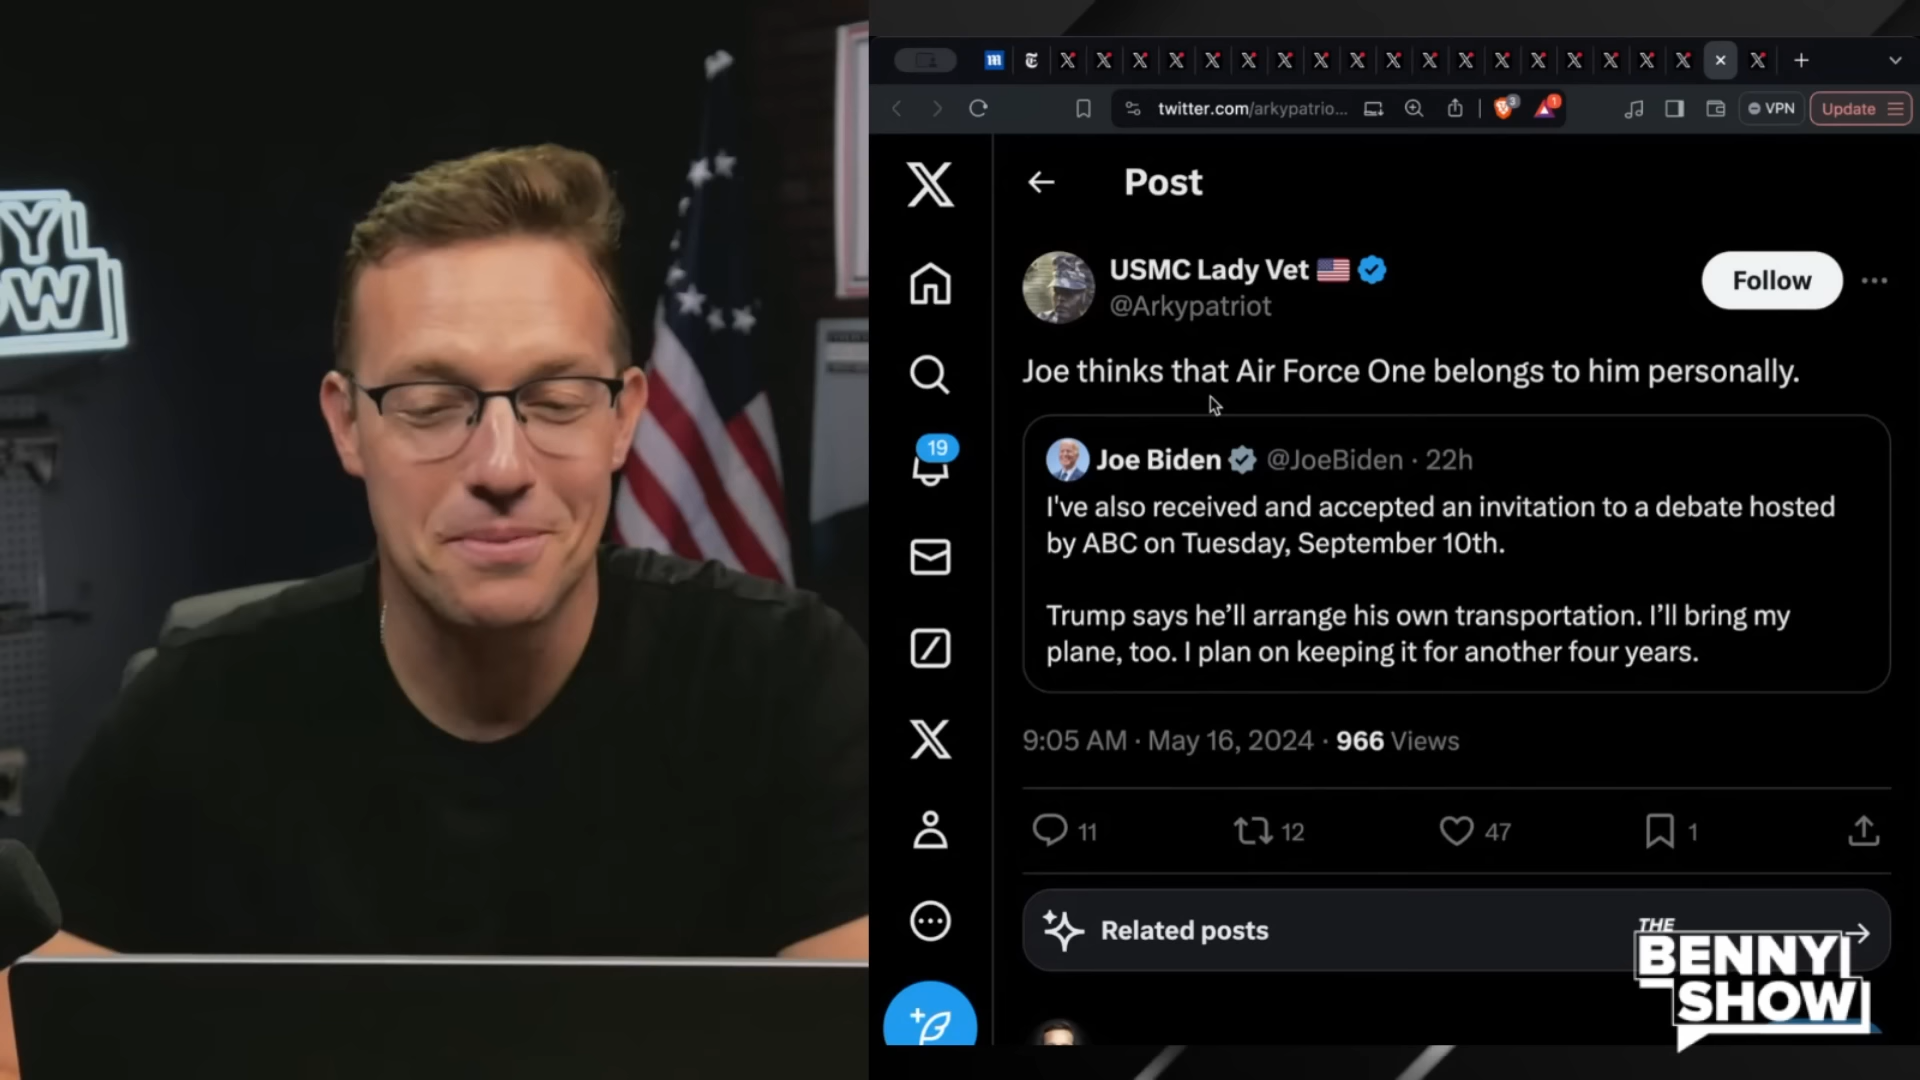 Y
OW
twitter.com/arkypatrio...
3
1
VPN
Update
Post
USMC Lady Vet
@Arkypatriot
Follow
Joe thinks that Air Force One belongs to him personally.
19
Joe Biden @JoeBiden · 22h
I've also received and accepted an invitation to a debate hosted
by ABC on Tuesday, September 10th.
Trump says he’ll arrange his own transportation. I’ll bring my
plane, too. I plan on keeping it for another four years.
9:05 AM · May 16, 2024 · 966 Views
11
12
47
1
Related posts
THE
BENNY
SHOW